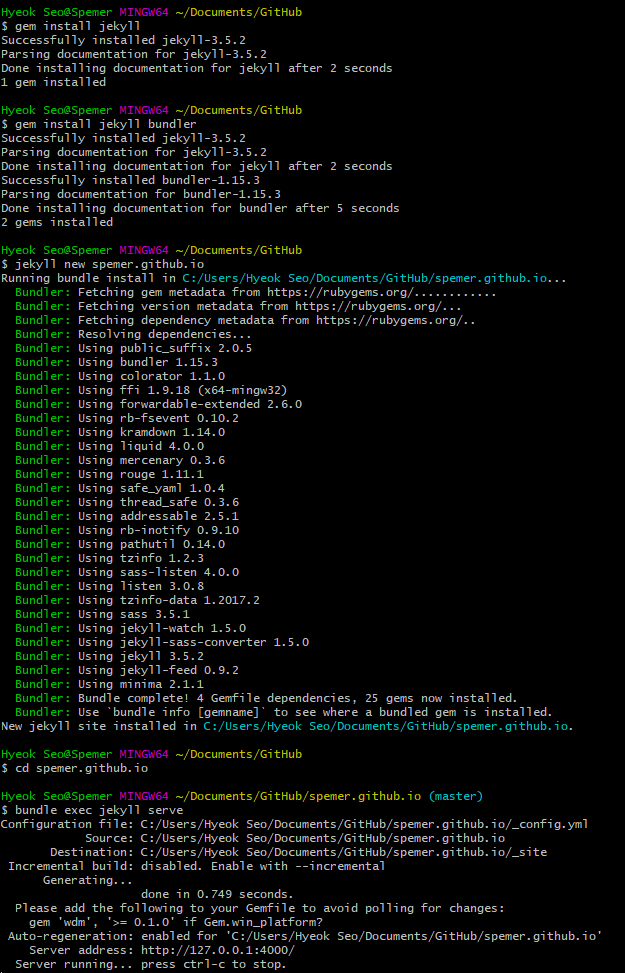 Hyeok Seo@Spemer MINGW64 ~/Documents/GitHub
$ gem install jekyll
Successfully installed jekyll-3.5.2
Parsing documentation for jekyll-3.5.2
Done installing documentation for jekyll after 2 seconds
1 gem installed
Hyeok Seo@Spemer MINGW64 ~/Documents/GitHub
$ gem install jekyll bundler
Successfully installed jekyll-3.5.2
Parsing documentation for jekyll-3.5.2
Done installing documentation for jekyll after 2 seconds
Successfully installed bundler-1.15.3
Parsing documentation for bundler-1.15.3
Done installing documentation for bundler after 5 seconds
2 gems installed
Hyeok Seo@Spemer MINGW64 ~/Documents/GitHub
$ jekyll new spemer.github.io
Running bundle install in C:/Users/Hyeok Seo/Documents/GitHub/spemer.github.io...
Bundler: Fetching gem metadata from https://rubygems.org/............
Bundler: Fetching version metadata from https://rubygems.org/...
Bundler: Fetching dependency metadata from https://rubygems.org/..
Bundler: Resolving dependencies...
Bundler: Using public_suffix 2.0.5
Bundler: Using bundler 1.15.3
Bundler: Using colorator 1.1.0
Bundler: Using ffi 1.9.18 (x64-mingw32)
Bundler: Using forwardable-extended 2.6.0
Bundler: Using rb-fsevent 0.10.2
Bundler: Using kramdown 1.14.0
Bundler: Using liquid 4.0.0
Bundler: Using mercenary 0.3.6
Bundler: Using rouge 1.11.1
Bundler: Using safe_yaml 1.0.4
Bundler: Using thread_safe 0.3.6
Bundler: Using addressable 2.5.1
Bundler: Using rb-inotify 0.9.10
Bundler: Using pathutil 0.14.0
Bundler: Using tzinfo 1.2.3
Bundler: Using sass-listen 4.0.0
Bundler: Using listen 3.0.8
Bundler: Using tzinfo-data 1.2017.2
Bundler: Using sass 3.5.1
Bundler: Using jekyll-watch 1.5.0
Bundler: Using jekyll-sass-converter 1.5.0
Bundler: Using jekyll 3.5.2
Bundler: Using jekyll-feed 0.9.2
Bundler: Using minima 2.1.1
Bundler: Bundle complete! 4 Gemfile dependencies, 25 gems now installed.
Bundler: Use `bundle info [gemname]` to see where a bundled gem is installed.
New jekyll site installed in C:/Users/Hyeok Seo/Documents/GitHub/spemer.github.io.
Hyeok Seo@Spemer MINGW64 ~/Documents/GitHub
$ cd spemer.github.io
Hyeok Seo@Spemer MINGW64 ~/Documents/GitHub/spemer.github.io (master)
$ bundle exec jekyll serve
Configuration file: C:/Users/Hyeok Seo/Documents/GitHub/spemer.github.io/_config.yml
Source: C:/Users/Hyeok Seo/Documents/GitHub/spemer.github.io
Destination: C:/Users/Hyeok Seo/Documents/GitHub/spemer.github.io/_site
Incremental build: disabled. Enable with --incremental
Generating...
done in 0.749 seconds.
Please add the following to your Gemfile to avoid polling for changes:
gem 'wdm', '>= 0.1.0' if Gem.win_platform?
Auto-regeneration: enabled for 'C:/Users/Hyeok Seo/Documents/GitHub/spemer.github.io'
Server address: http://127.0.0.1:4000/
Server running... press ctrl-c to stop.